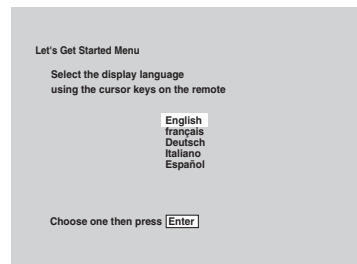 Let's Get Started Menu
Select the display language
using the cursor keys on the remote
English
français
Deutsch
Italiano
Español
Choose one then press Enter